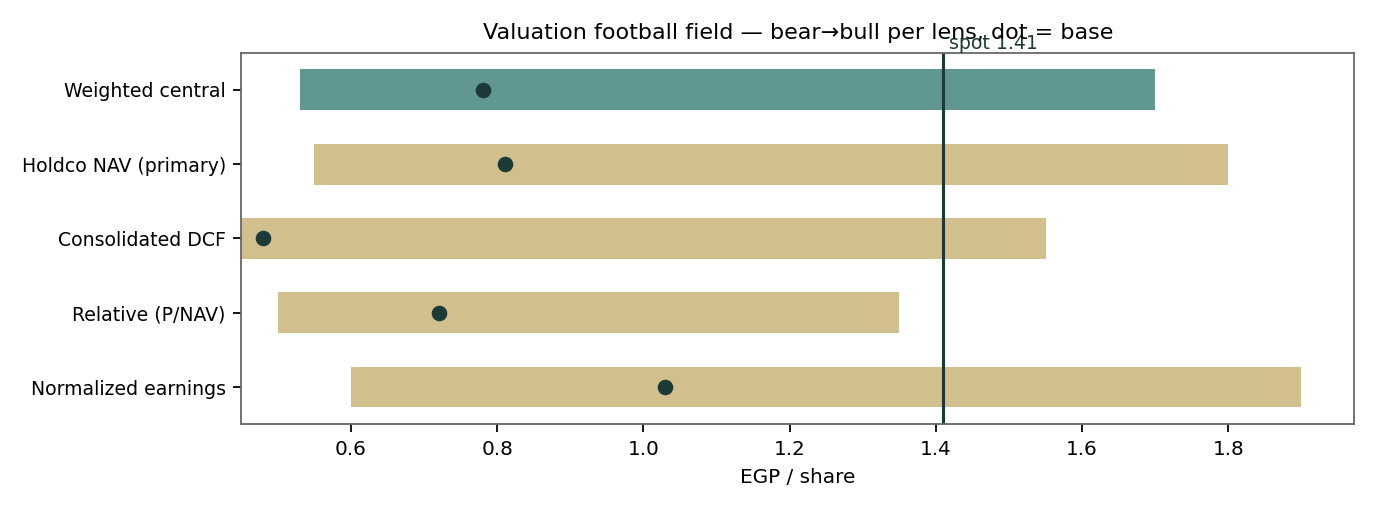 Valuation football field — bear→bull per lens, dot = base
spot 1.41
Weighted central
Holdco NAV (primary)
Consolidated DCF
Relative (P/NAV)
Normalized earnings
0.6 0.8 1.0 1.2 1.4 1.6 1.8
EGP / share